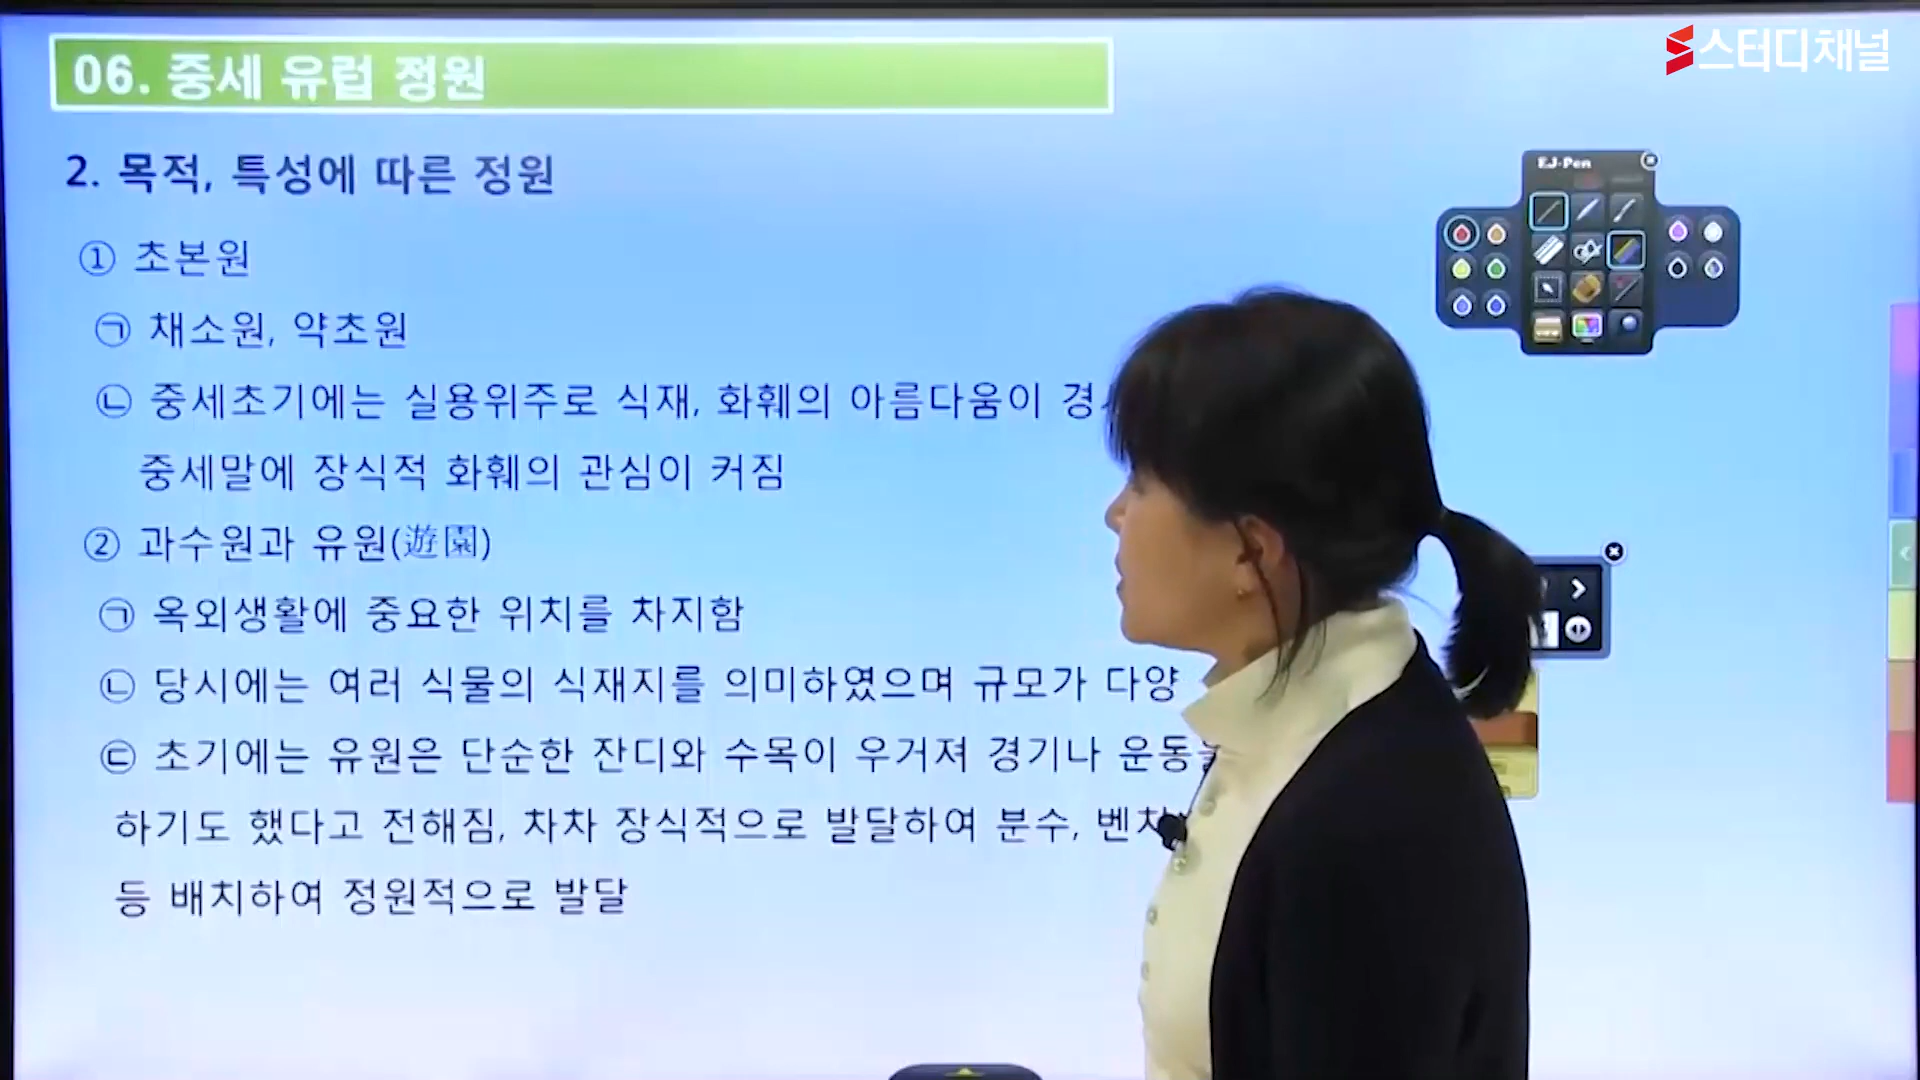 스터디채널
06. 중세 유럽 정원
2. 목적, 특성에 따른 정원
EJ-Pen
① 초본원
㉠ 채소원, 약초원
㉡ 중세초기에는 실용위주로 식재, 화훼의 아름다움이
중세말에 장식적 화훼의 관심이 커짐
② 과수원과 유원(遊園)
㉠ 옥외생활에 중요한 위치를 차지함
㉡ 당시에는 여러 식물의 식재지를 의미하였으며 규모가 다양
㉢ 초기에는 유원은 단순한 잔디와 수목이 우거져 경기나
하기도 했다고 전해짐, 차차 장식적으로 발달하여 분수,
등 배치하여 정원적으로 발달